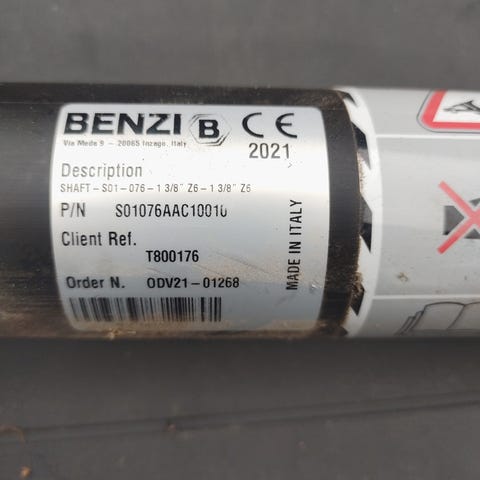 BENZI B CE
Via Mede 9 - 20065 Inzago, Italy
2021
Description
SHAFT-S01-076-1 3/8" Z6-1 3/8" Z6
P/N S01076AAC10010
Client Ref.
T800176
Order N. ODV21-01268
MADE IN ITALY